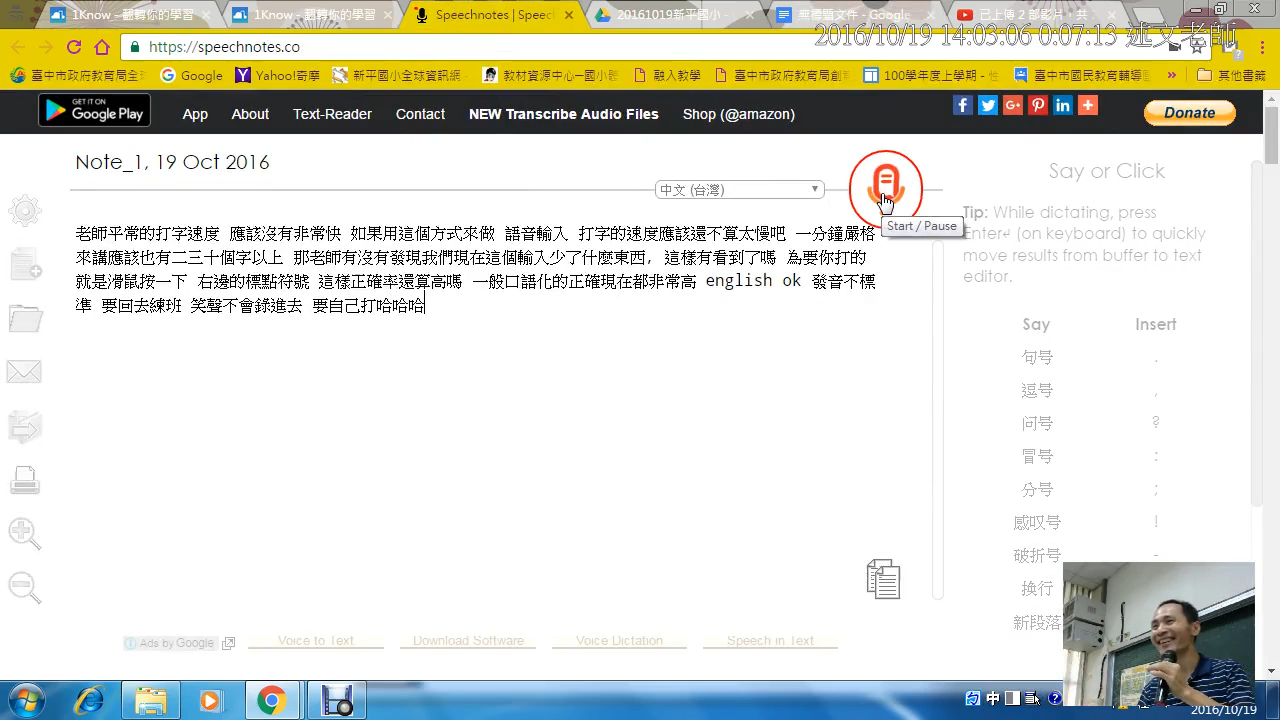 1Know - 翻轉你的學習
1Know - 翻轉你的學習
Speechnotes | Speech
20161019新平國小 -
無標題文件 - Google
已上傳 2 部影片，共
2016/10/19 14:03:06 0:07:13 述文老師
https://speechnotes.co
臺中市政府教育局全
Google
Yahoo!奇摩
新平國小全球資訊網
教材資源中心--國小
融入教學
臺中市政府教育局創
100學年度上學期 -
臺中市國民教育輔導
»
其他書籤
GET IT ON
Google Play
App
About
Text-Reader
Contact
NEW Transcribe Audio Files
Shop (@amazon)
Donate
Note_1, 19 Oct 2016
中文 (台灣)
Start / Pause
老師平常的打字速度 應該沒有非常快 如果用這個方式來做 語音輸入 打字的速度應該還不算太慢吧 一分鐘嚴格
來講應該也有二三十個字以上 那老師有沒有發現我們現在這個輸入少了什麼東西, 這樣有看到了嗎 為要你打的
就是滑鼠按一下 右邊的標點符號 這樣正確率還算高嗎 一般口語化的正確現在都非常高 english ok 發音不標
準 要回去練班 笑聲不會錄進去 要自己打哈哈哈
Say or Click
Tip: While dictating, press
Enter↵ (on keyboard) to quickly
move results from buffer to text
editor.
Say Insert
句号 .
逗号 ,
问号 ?
冒号 :
分号 ;
感叹号 !
破折号 -
换行
新段落
Ads by Google
Voice to Text
Download Software
Voice Dictation
Speech in Text
中
2016/10/19